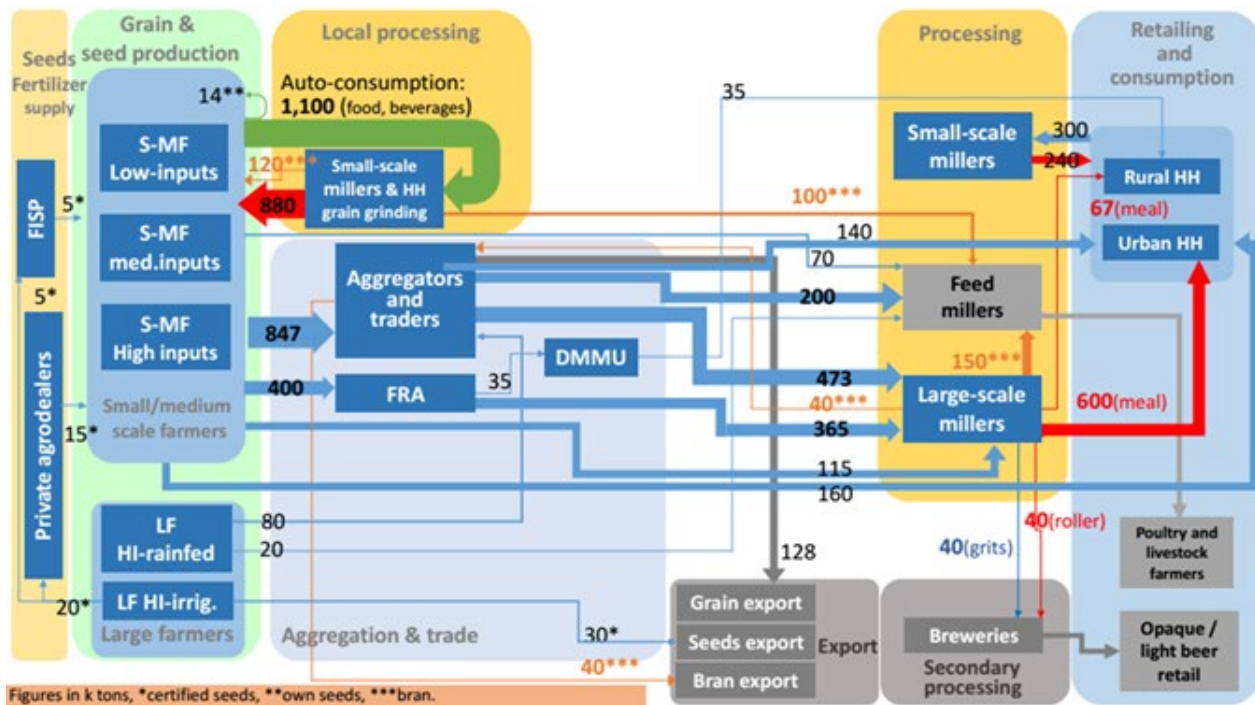 Seeds
Fertilizer
supply
FISP
5*
5*
Private agrodealers
15*
20*
Grain &
seed production
14**
S-MF
Low-inputs
S-MF
med.inputs
S-MF
High inputs
Small/medium
scale farmers
LF
HI-rainfed
LF HI-irrig.
Large farmers
Local processing
Auto-consumption:
1,100 (food, beverages)
120***
880
Small-scale
millers & HH
grain grinding
Aggregators
and
traders
847
400
FRA
35
DMMU
80
20
Aggregation & trade
30*
40***
35
100***
140
70
200
473
40***
365
115
160
128
Processing
Small-scale
millers
300
240
Feed
millers
150***
Large-scale
millers
40(grits)
40(roller)
Retailing
and
consumption
Rural HH
67(meal)
Urban HH
600(meal)
Poultry and
livestock
farmers
Opaque /
light beer
retail
Grain export
Seeds export
Bran export
Export
Breweries
Secondary
processing
Figures in k tons, *certified seeds, **own seeds, ***bran.